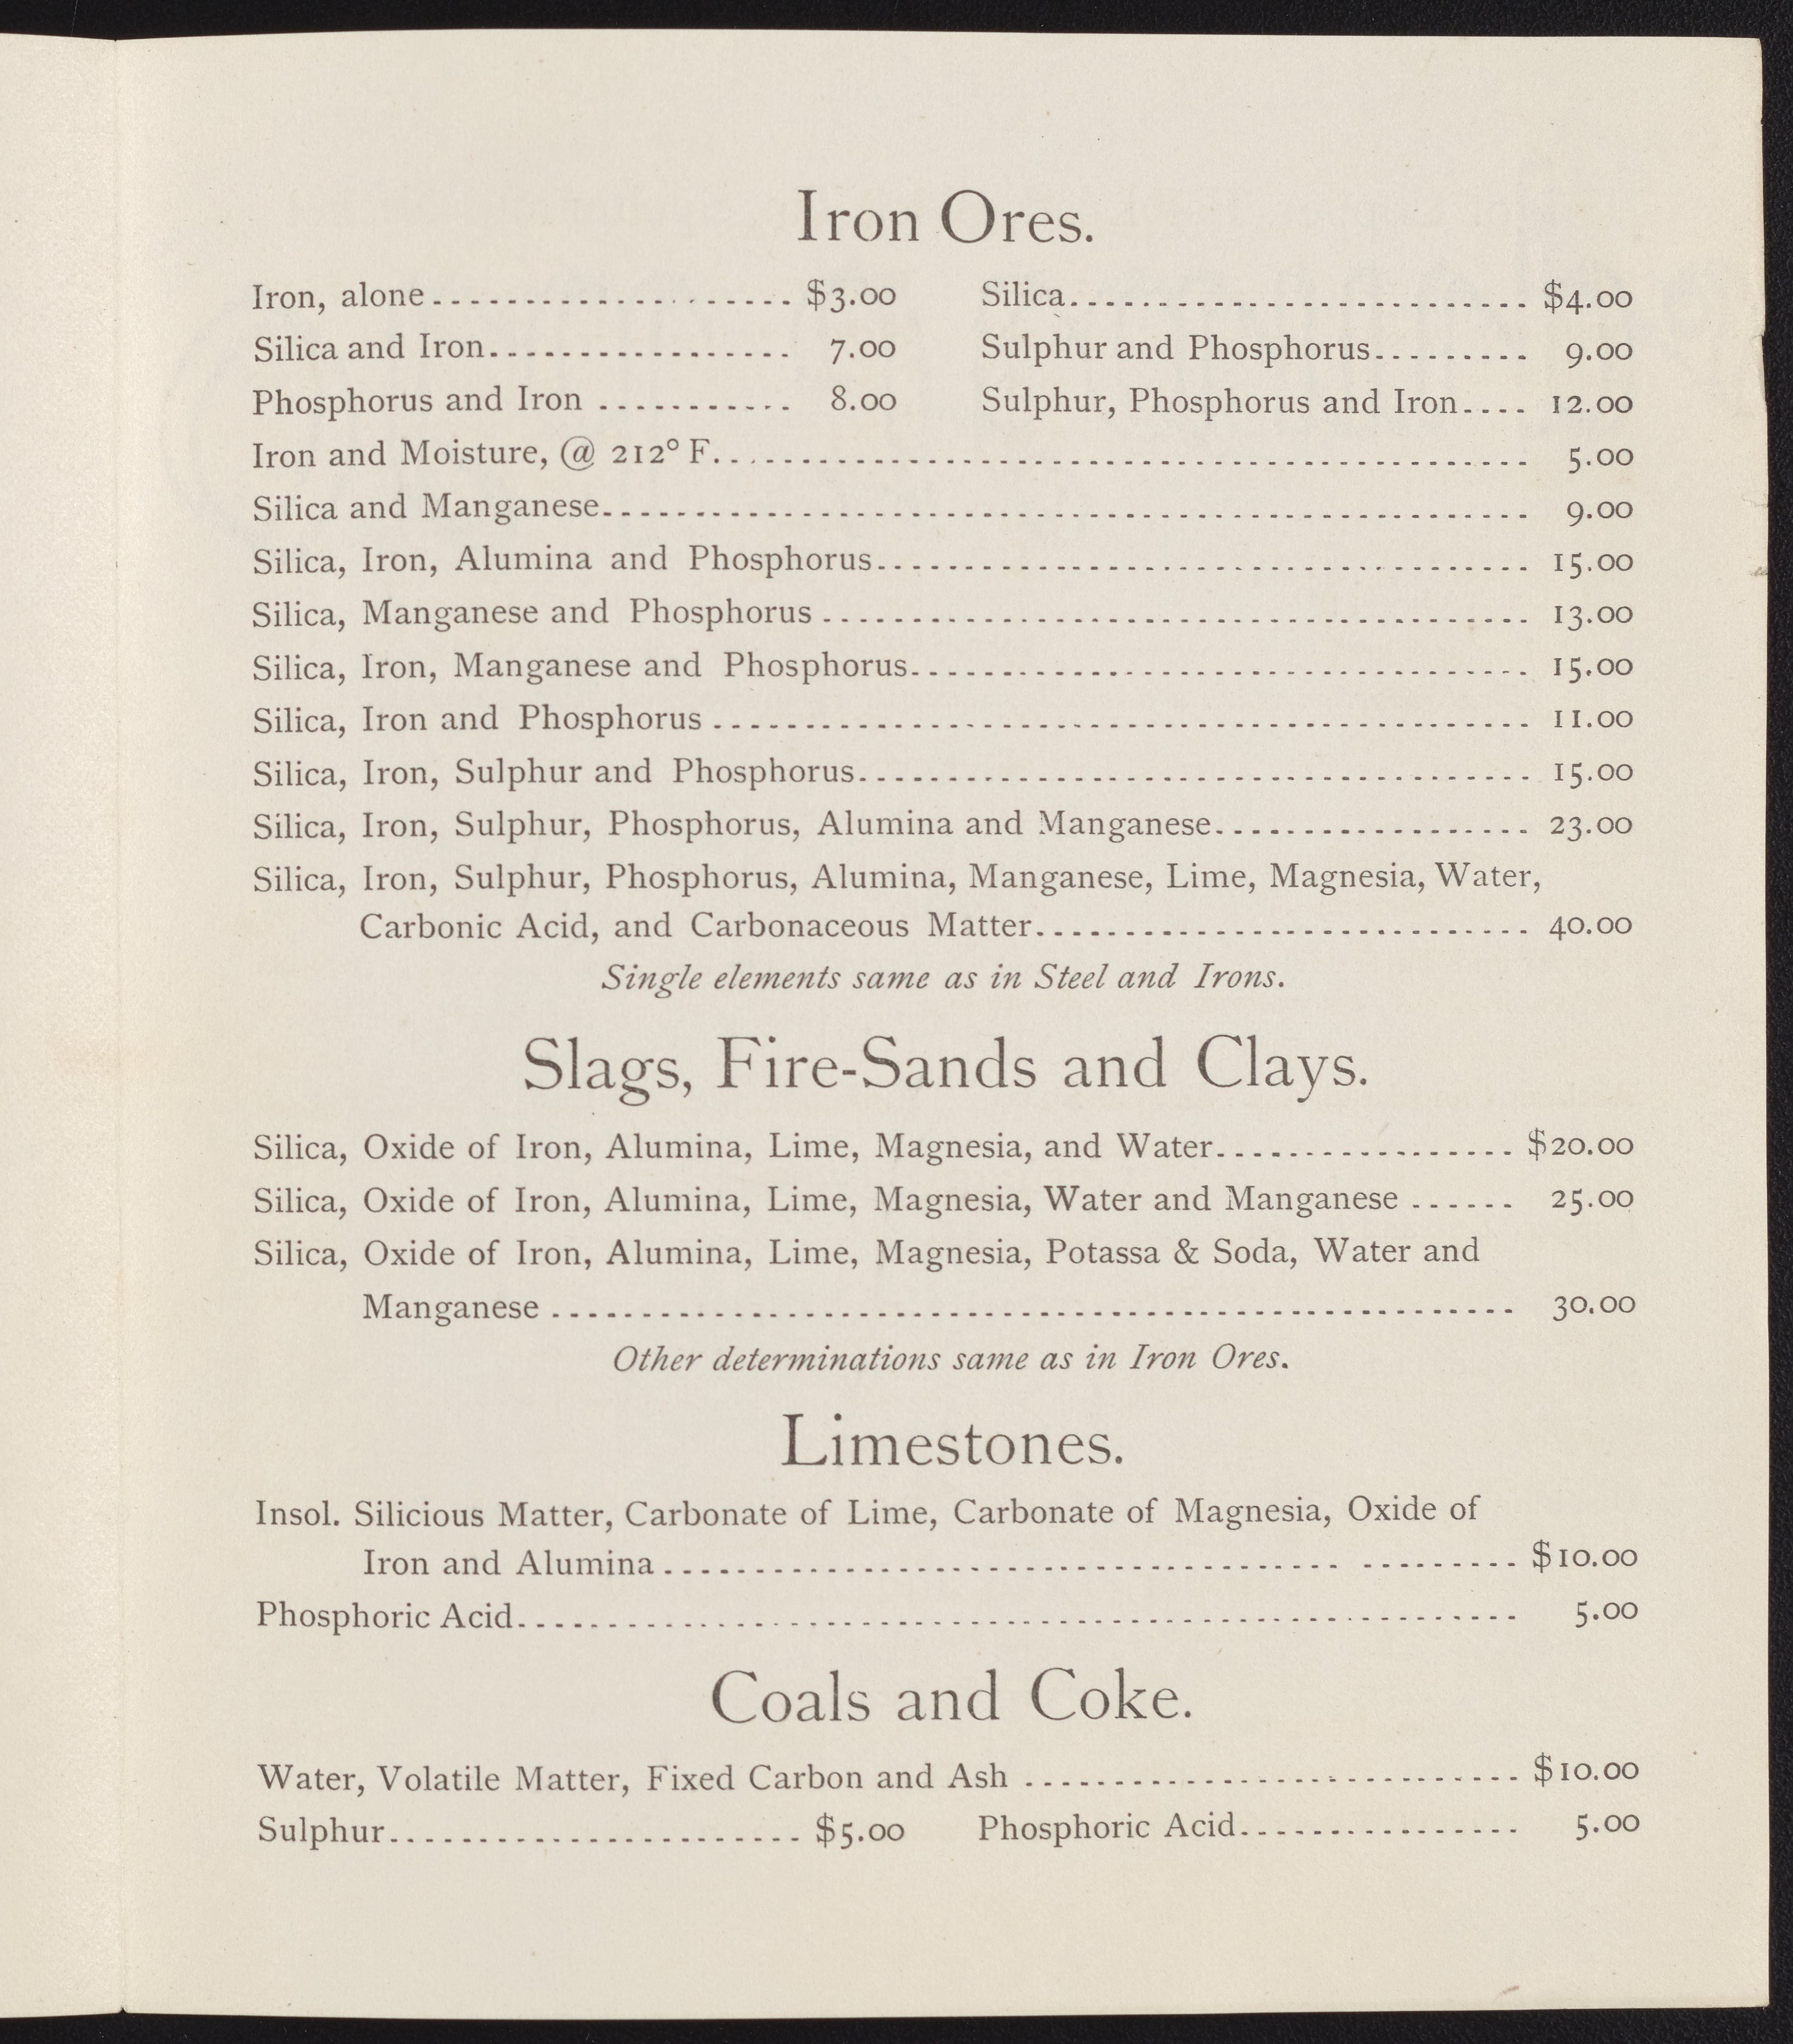 Iron Ores.
Iron, alone.................... $3.00 Silica......................... $4.00
Silica and Iron................. 7.00 Sulphur and Phosphorus......... 9.00
Phosphorus and Iron ........... 8.00 Sulphur, Phosphorus and Iron.... 12.00
Iron and Moisture, @ 212° F............................................. 5.00
Silica and Manganese................................................... 9.00
Silica, Iron, Alumina and Phosphorus.................................... 15.00
Silica, Manganese and Phosphorus ....................................... 13.00
Silica, Iron, Manganese and Phosphorus.................................. 15.00
Silica, Iron and Phosphorus ............................................. 11.00
Silica, Iron, Sulphur and Phosphorus..................................... 15.00
Silica, Iron, Sulphur, Phosphorus, Alumina and Manganese.................. 23.00
Silica, Iron, Sulphur, Phosphorus, Alumina, Manganese, Lime, Magnesia, Water,
Carbonic Acid, and Carbonaceous Matter............................ 40.00
Single elements same as in Steel and Irons.
Slags, Fire-Sands and Clays.
Silica, Oxide of Iron, Alumina, Lime, Magnesia, and Water................. $20.00
Silica, Oxide of Iron, Alumina, Lime, Magnesia, Water and Manganese ...... 25.00
Silica, Oxide of Iron, Alumina, Lime, Magnesia, Potassa & Soda, Water and
Manganese ..................................................... 30.00
Other determinations same as in Iron Ores.
Limestones.
Insol. Silicious Matter, Carbonate of Lime, Carbonate of Magnesia, Oxide of
Iron and Alumina ............................................... $10.00
Phosphoric Acid....................................................... 5.00
Coals and Coke.
Water, Volatile Matter, Fixed Carbon and Ash ............................ $10.00
Sulphur....................... $5.00 Phosphoric Acid................ 5.00